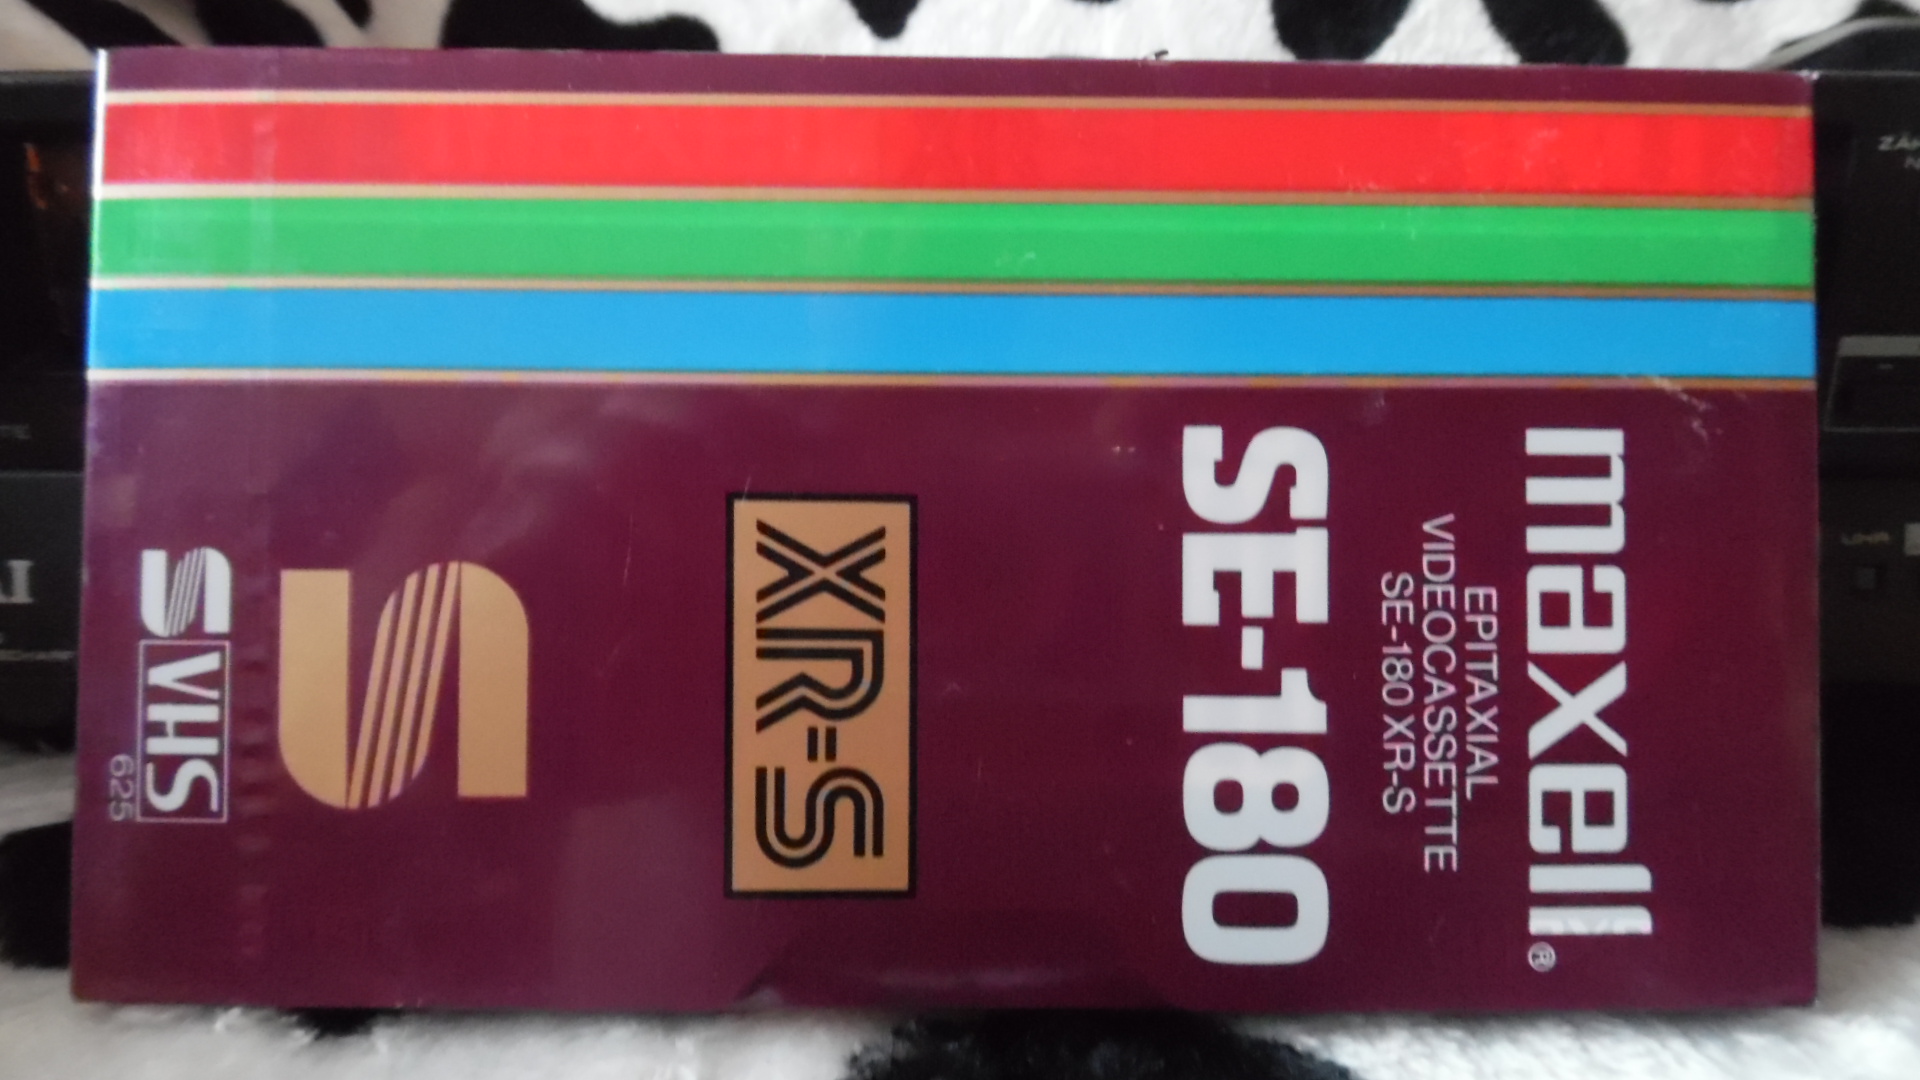 maxell®
EPITAXIAL
VIDEOCASSETTE
SE-180 XR-S
SE-180
XR-S
S
S VHS
625